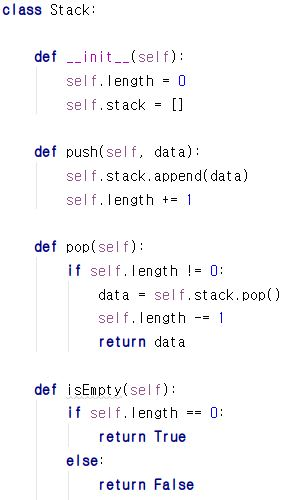 class Stack:
def __init__(self):
self.length = 0
self.stack = []
def push(self, data):
self.stack.append(data)
self.length += 1
def pop(self):
if self.length != 0:
data = self.stack.pop()
self.length -= 1
return data
def isEmpty(self):
if self.length == 0:
return True
else:
return False